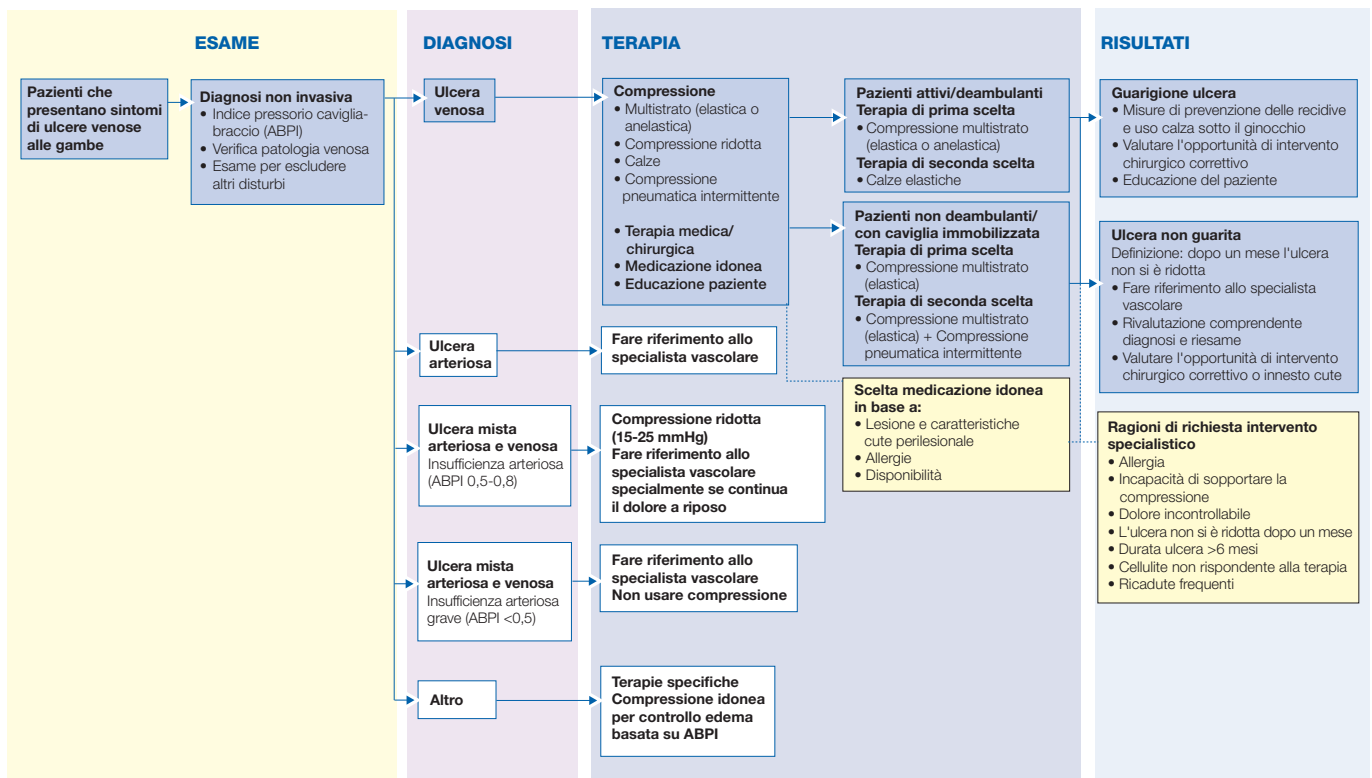 ESAME
DIAGNOSI
TERAPIA
RISULTATI
Pazienti che
presentano sintomi
di ulcere venose
alle gambe
Diagnosi non invasiva
• Indice pressorio caviglia-
braccio (ABPI)
• Verifica patologia venosa
• Esame per escludere
altri disturbi
Ulcera
venosa
Compressione
• Multistrato (elastica o
anelastica)
• Compressione ridotta
• Calze
• Compressione
pneumatica intermittente
• Terapia medica/
chirurgica
• Medicazione idonea
• Educazione paziente
Pazienti attivi/deambulanti
Terapia di prima scelta
• Compressione multistrato
(elastica o anelastica)
Terapia di seconda scelta
• Calze elastiche
Pazienti non deambulanti/
con caviglia immobilizzata
Terapia di prima scelta
• Compressione multistrato
(elastica)
Terapia di seconda scelta
• Compressione multistrato
(elastica) + Compressione
pneumatica intermittente
Guarigione ulcera
• Misure di prevenzione delle recidive
e uso calza sotto il ginocchio
• Valutare l'opportunità di intervento
chirurgico correttivo
• Educazione del paziente
Ulcera non guarita
Definizione: dopo un mese l'ulcera
non si è ridotta
• Fare riferimento allo specialista
vascolare
• Rivalutazione comprendente
diagnosi e riesame
• Valutare l'opportunità di intervento
chirurgico correttivo o innesto cute
Ulcera
arteriosa
Fare riferimento allo
specialista vascolare
Scelta medicazione idonea
in base a:
• Lesione e caratteristiche
cute perilesionale
• Allergie
• Disponibilità
Ragioni di richiesta intervento
specialistico
• Allergia
• Incapacità di sopportare la
compressione
• Dolore incontrollabile
• L'ulcera non si è ridotta dopo un mese
• Durata ulcera >6 mesi
• Cellulite non rispondente alla terapia
• Ricadute frequenti
Ulcera mista
arteriosa e venosa
Insufficienza arteriosa
(ABPI 0,5-0,8)
Compressione ridotta
(15-25 mmHg)
Fare riferimento allo
specialista vascolare
specialmente se continua
il dolore a riposo
Ulcera mista
arteriosa e venosa
Insufficienza arteriosa
grave (ABPI <0,5)
Fare riferimento allo
specialista vascolare
Non usare compressione
Altro
Terapie specifiche
Compressione idonea
per controllo edema
basata su ABPI